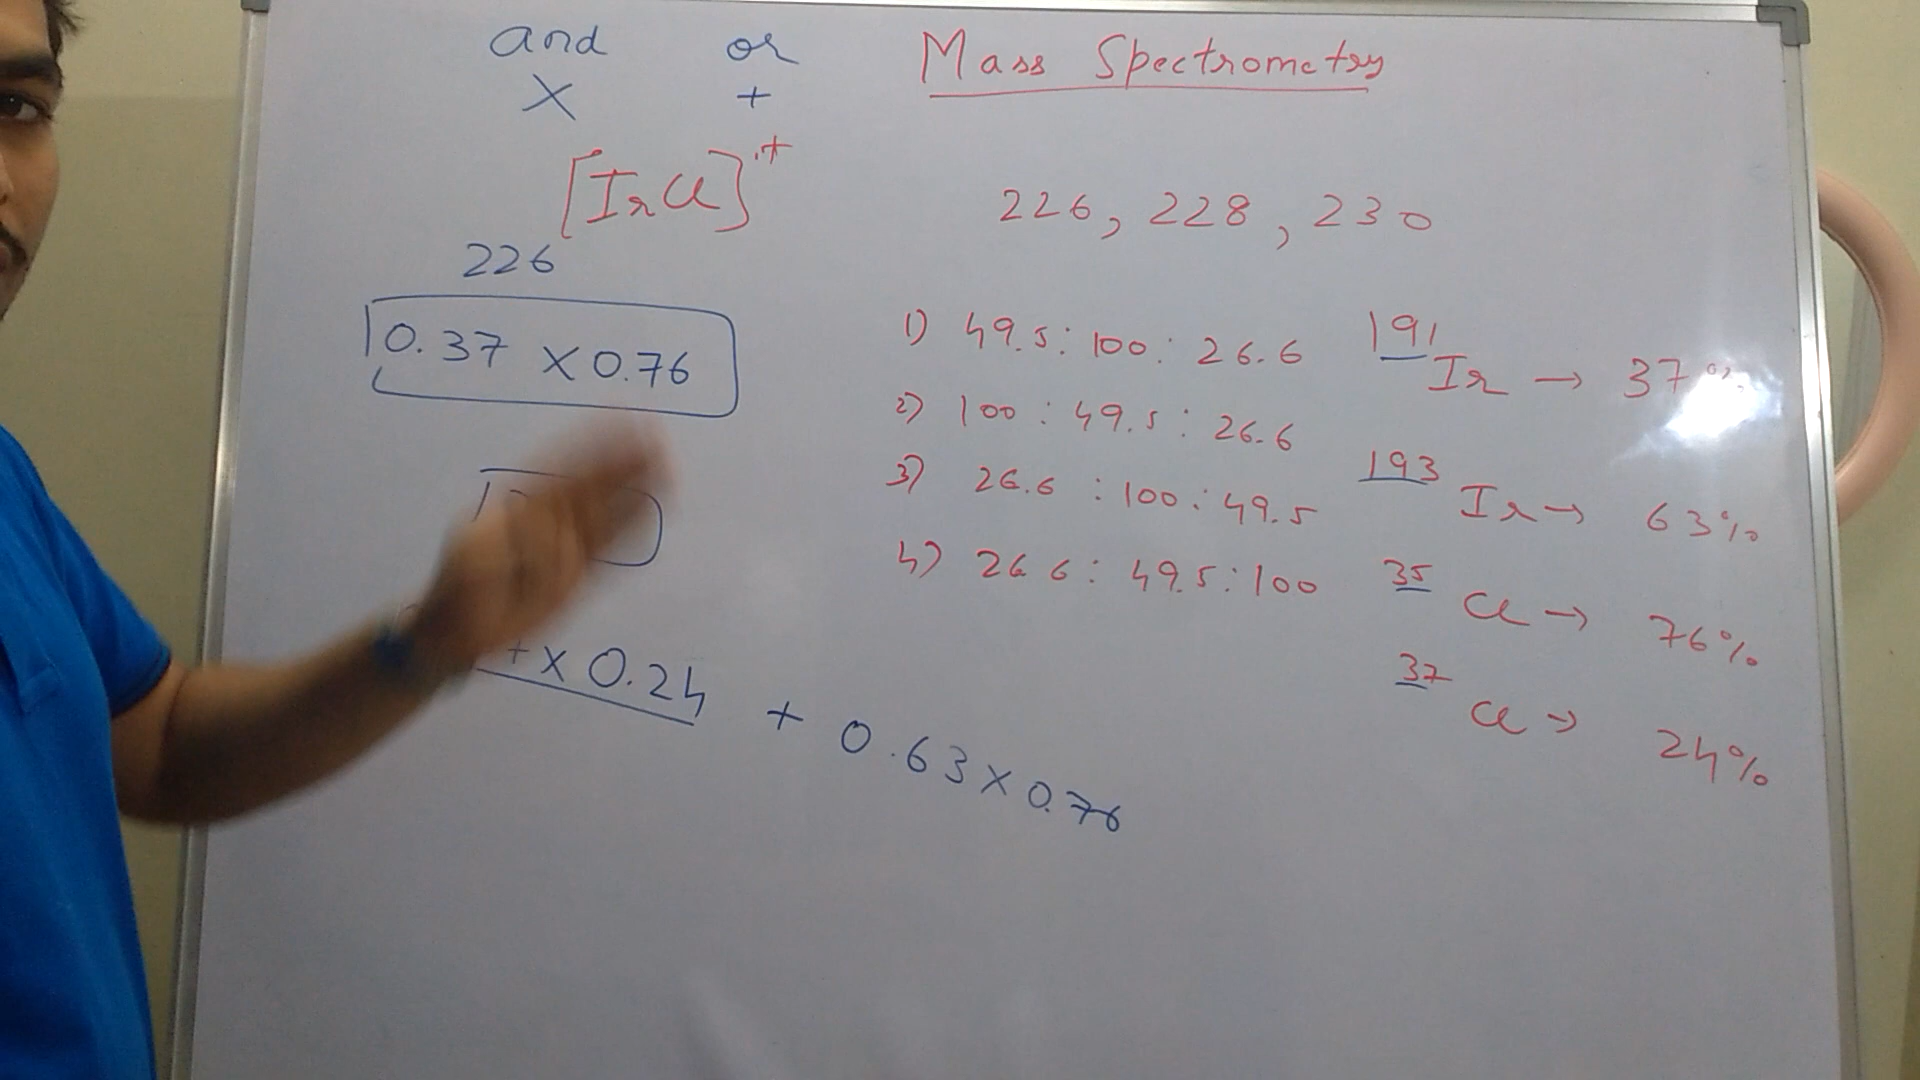 and or
× +
Mass Spectrometry
[IrCl]·+
226, 228, 230
226
0.37 × 0.76
1) 49.5 : 100 : 26.6
2) 100 : 49.5 : 26.6
3) 26.6 : 100 : 49.5
4) 26.6 : 49.5 : 100
191 Ir → 37%
193 Ir → 63%
35 Cl → 76%
37 Cl → 24%
× 0.24 + 0.63 × 0.76